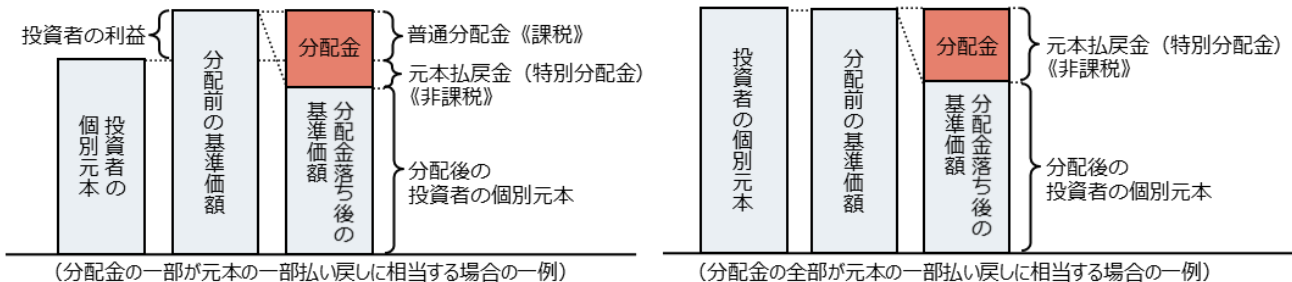 投資者の利益
投資者の
個別元本
分配前の基準価額
分配金
分配金落ち後の
基準価額
普通分配金《課税》
元本払戻金（特別分配金）
《非課税》
分配後の
投資者の個別元本
（分配金の一部が元本の一部払い戻しに相当する場合の一例）
投資者の個別元本
分配前の基準価額
分配金
分配金落ち後の
基準価額
元本払戻金（特別分配金）
《非課税》
分配後の
投資者の個別元本
（分配金の全部が元本の一部払い戻しに相当する場合の一例）